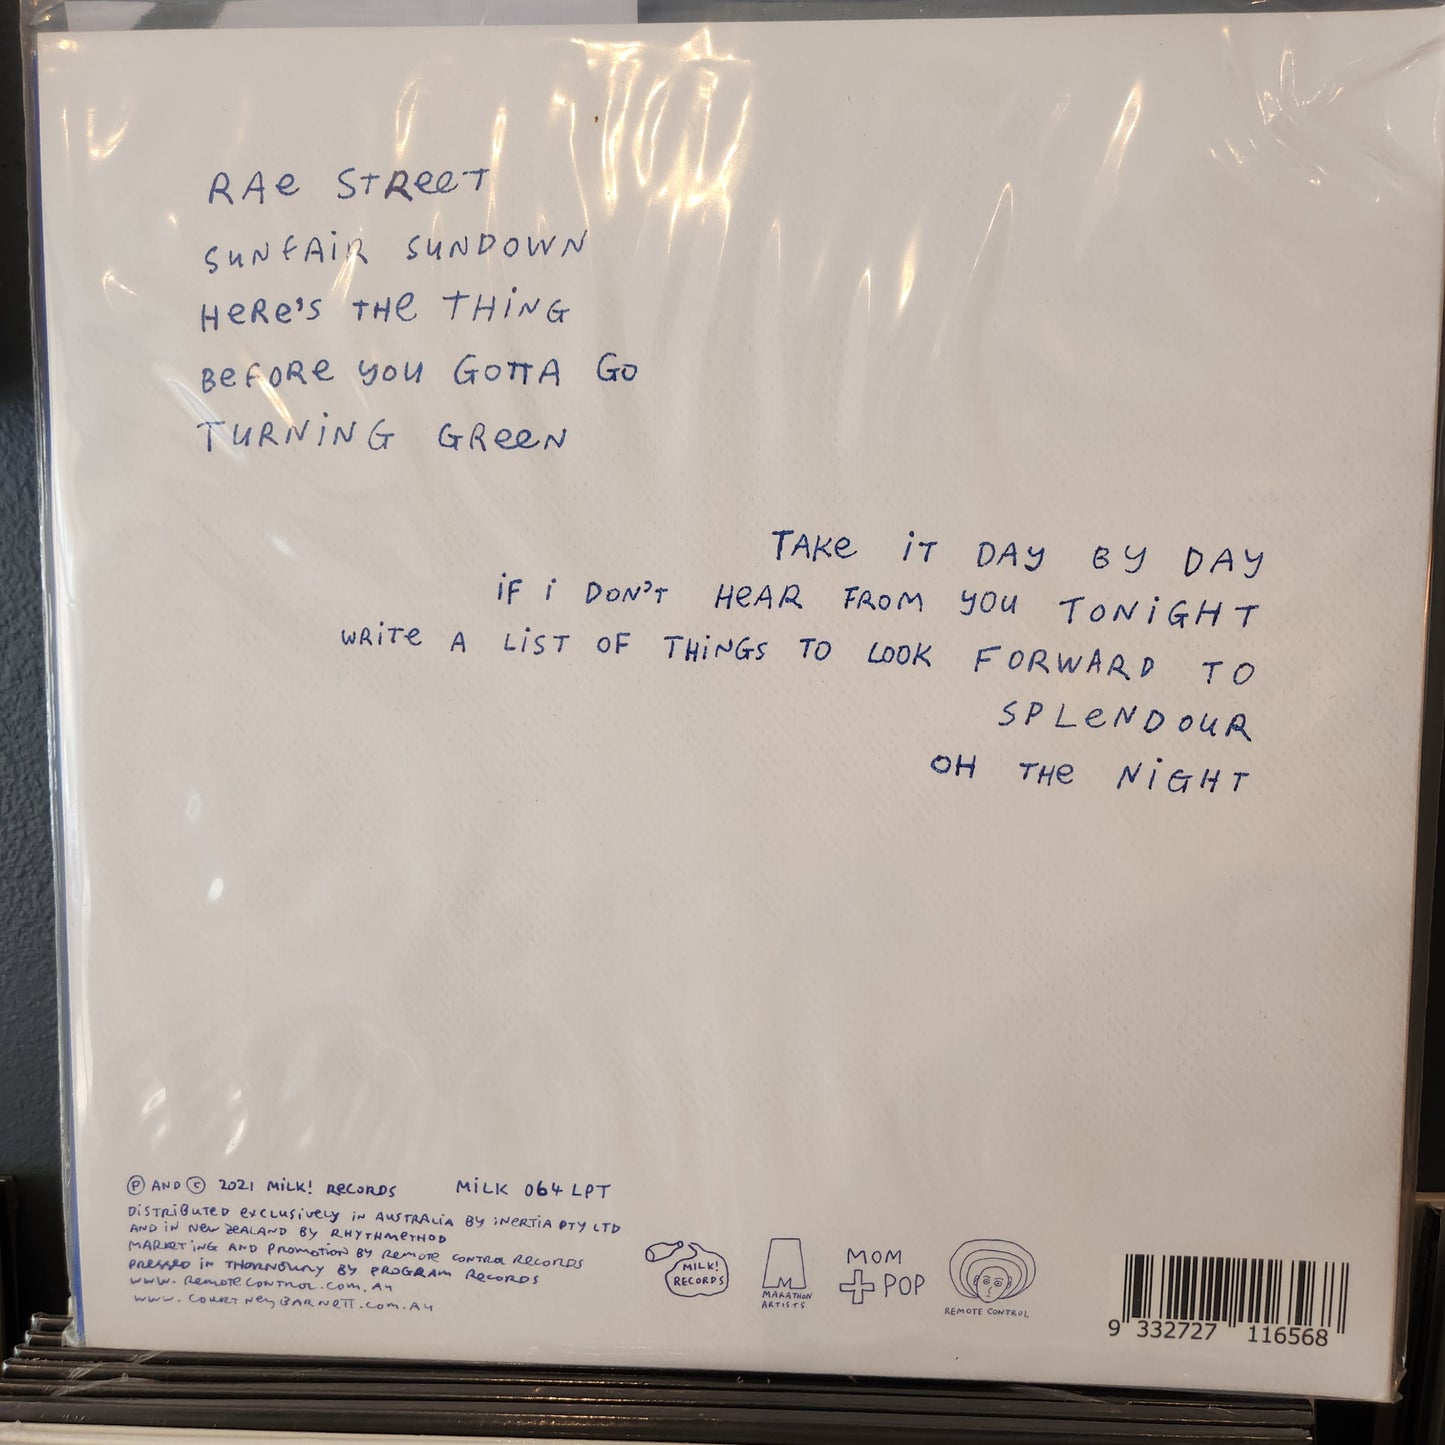 RAe STReeT
SUNFAiR SUNDOWN
HeRe'S THe THiNG
BeFORe YOU GOTTA GO
TURNiNG GReeN
TAKe iT DAY BY DAY
iF i DON'T HeAR FROM YOU TONiGHT
WRiTe A LiST OF THiNGS TO LOOK FORWARD TO
SPLeNDOUR
OH THe NiGHT
Ⓟ AND © 2021 MiLK! ReCORDS MiLK 064 LPT
DiSTRiBUTeD eXCLUSiVeLY iN AUSTRALiA BY iNeRTiA PTY LTD
AND iN NeW ZeALAND BY RHYTHMeTHOD
MARKeTiNG AND PROMOTiON BY ReMOTe CONTROL ReCORDS
PReSSeD iN THORNBURY BY PROGRAM ReCORDS
WWW.ReMOTeCONTROL.COM.AU
WWW.COURTNeYBARNeTT.COM.AU
MiLK!
RECORDS
M
MARATHON
ARTiSTS
MOM
+ POP
REMOTE CONTROL
9 332727 116568